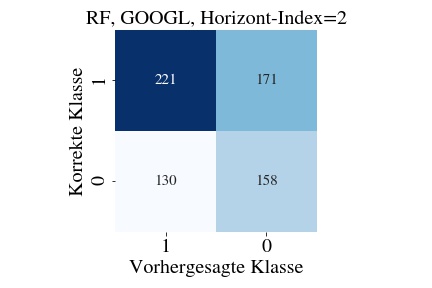 RF, GOOGL, Horizont-Index=2
Korrekte Klasse
1
221
171
0
130
158
1
0
Vorhergesagte Klasse